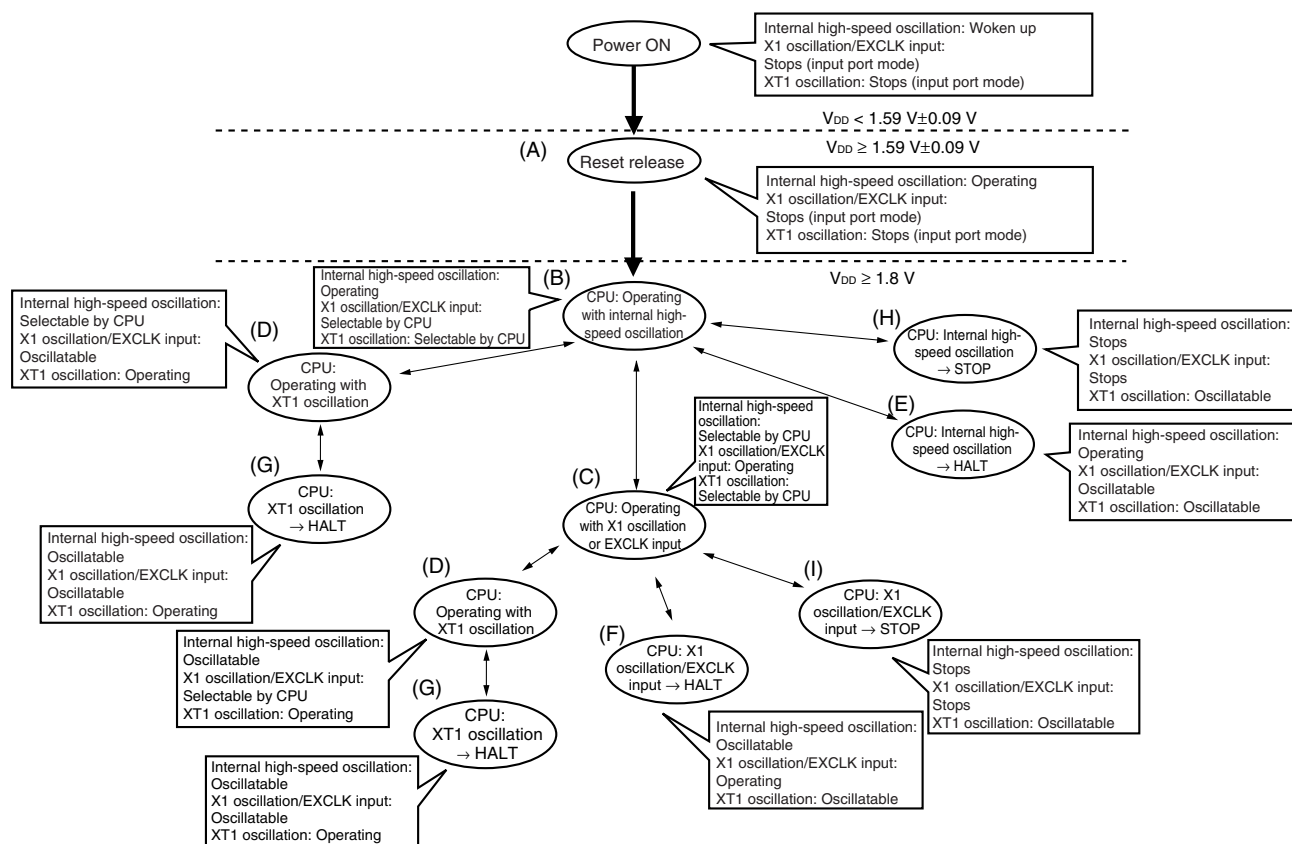 Power ON
Internal high-speed oscillation: Woken up
X1 oscillation/EXCLK input:
Stops (input port mode)
XT1 oscillation: Stops (input port mode)
VDD < 1.59 V±0.09 V
VDD ≥ 1.59 V±0.09 V
(A)
Reset release
Internal high-speed oscillation: Operating
X1 oscillation/EXCLK input:
Stops (input port mode)
XT1 oscillation: Stops (input port mode)
VDD ≥ 1.8 V
(B)
CPU: Operating
with internal high-
speed oscillation
Internal high-speed oscillation:
Operating
X1 oscillation/EXCLK input:
Selectable by CPU
XT1 oscillation: Selectable by CPU
Internal high-speed oscillation:
Selectable by CPU
X1 oscillation/EXCLK input:
Oscillatable
XT1 oscillation: Operating
(D)
CPU:
Operating with
XT1 oscillation
(H)
CPU: Internal high-
speed oscillation
→ STOP
Internal high-speed oscillation:
Stops
X1 oscillation/EXCLK input:
Stops
XT1 oscillation: Oscillatable
(E)
CPU: Internal high-
speed oscillation
→ HALT
Internal high-speed oscillation:
Operating
X1 oscillation/EXCLK input:
Oscillatable
XT1 oscillation: Oscillatable
Internal high-speed
oscillation:
Selectable by CPU
X1 oscillation/EXCLK
input: Operating
XT1 oscillation:
Selectable by CPU
(G)
CPU:
XT1 oscillation
→ HALT
Internal high-speed oscillation:
Oscillatable
X1 oscillation/EXCLK input:
Oscillatable
XT1 oscillation: Operating
(C)
CPU: Operating
with X1 oscillation
or EXCLK input
(D)
CPU:
Operating with
XT1 oscillation
Internal high-speed oscillation:
Oscillatable
X1 oscillation/EXCLK input:
Selectable by CPU
XT1 oscillation: Operating
(G)
CPU:
XT1 oscillation
→ HALT
Internal high-speed oscillation:
Oscillatable
X1 oscillation/EXCLK input:
Oscillatable
XT1 oscillation: Operating
(F)
CPU: X1
oscillation/EXCLK
input → HALT
Internal high-speed oscillation:
Oscillatable
X1 oscillation/EXCLK input:
Operating
XT1 oscillation: Oscillatable
(I)
CPU: X1
oscillation/EXCLK
input → STOP
Internal high-speed oscillation:
Stops
X1 oscillation/EXCLK input:
Stops
XT1 oscillation: Oscillatable